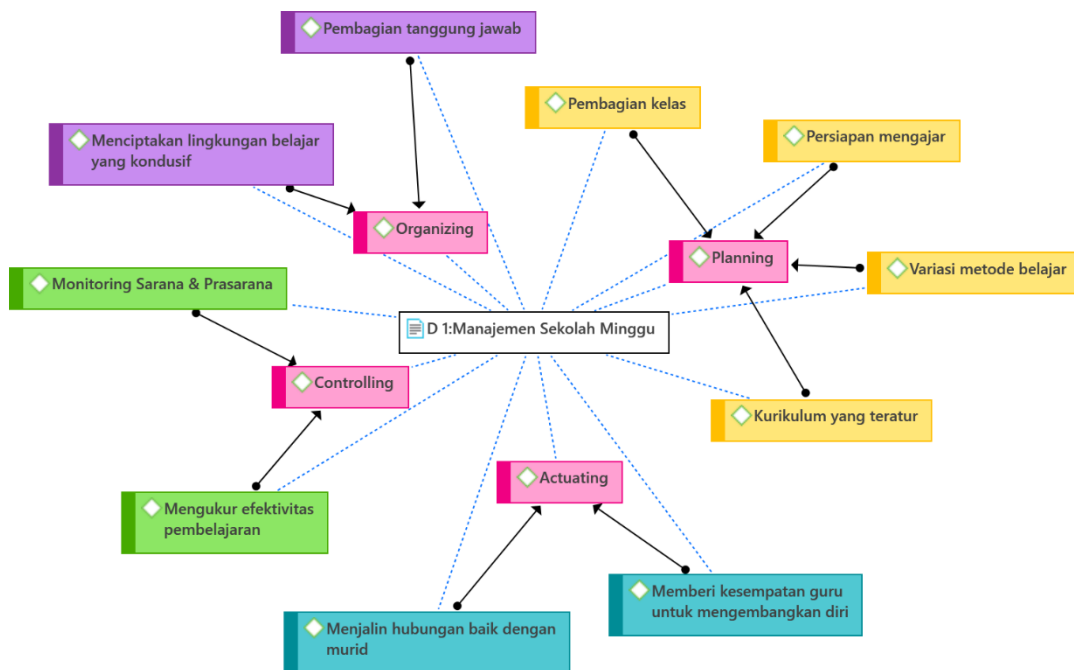 Pembagian tanggung jawab
Pembagian kelas
Menciptakan lingkungan belajar
yang kondusif
Persiapan mengajar
Organizing
Planning
Variasi metode belajar
Monitoring Sarana & Prasarana
D 1:Manajemen Sekolah Minggu
Controlling
Kurikulum yang teratur
Actuating
Mengukur efektivitas
pembelajaran
Memberi kesempatan guru
untuk mengembangkan diri
Menjalin hubungan baik dengan
murid